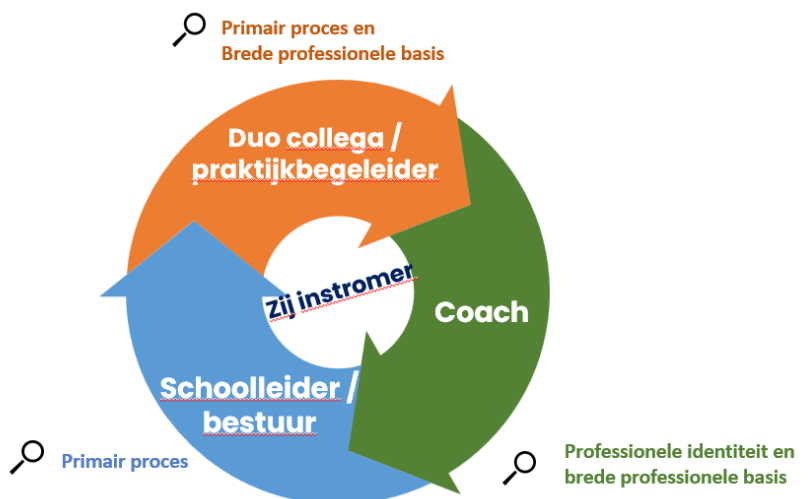 Primair proces en
Brede professionele basis
Duo collega /
praktijkbegeleider
Zij instromer
Coach
Schoolleider /
bestuur
Primair proces
Professionele identiteit en
brede professionele basis